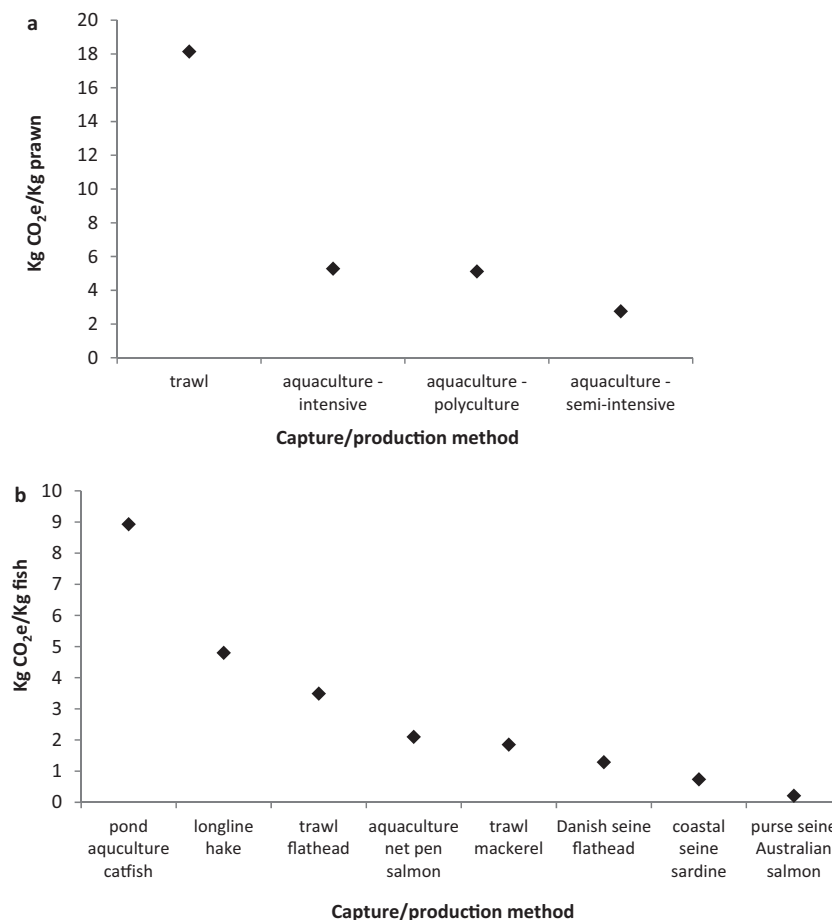 a
20
18
16
14
12
10
8
6
4
2
0
Kg CO₂e/Kg prawn
trawl
aquaculture -
intensive
aquaculture -
polyculture
aquaculture -
semi-intensive
Capture/production method
b
10
9
8
7
6
5
4
3
2
1
0
Kg CO₂e/Kg fish
pond
aquculture
catfish
longline
hake
trawl
flathead
aquaculture
net pen
salmon
trawl
mackerel
Danish seine
flathead
coastal
seine
sardine
purse seine
Australian
salmon
Capture/production method